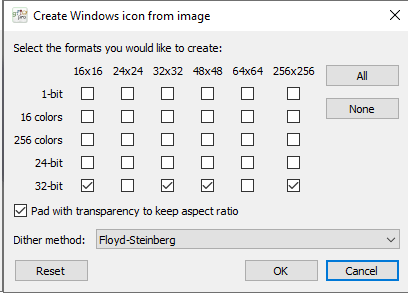 Create Windows icon from image
Select the formats you would like to create:
16x16 24x24 32x32 48x48 64x64 256x256
All
1-bit
None
16 colors
256 colors
24-bit
32-bit
Pad with transparency to keep aspect ratio
Dither method: Floyd-Steinberg
Reset OK Cancel